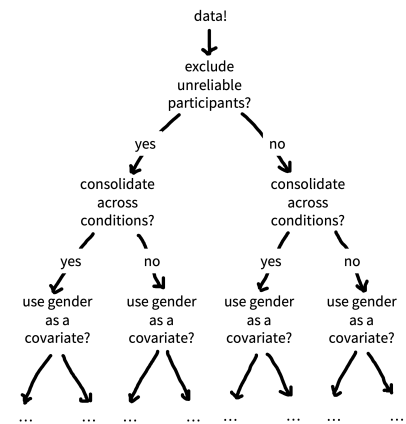 data!
exclude
unreliable
participants?
yes
no
consolidate
across
conditions?
consolidate
across
conditions?
yes
no
yes
no
use gender
as a
covariate?
use gender
as a
covariate?
use gender
as a
covariate?
use gender
as a
covariate?
... ... ... ... ... ... ... ...